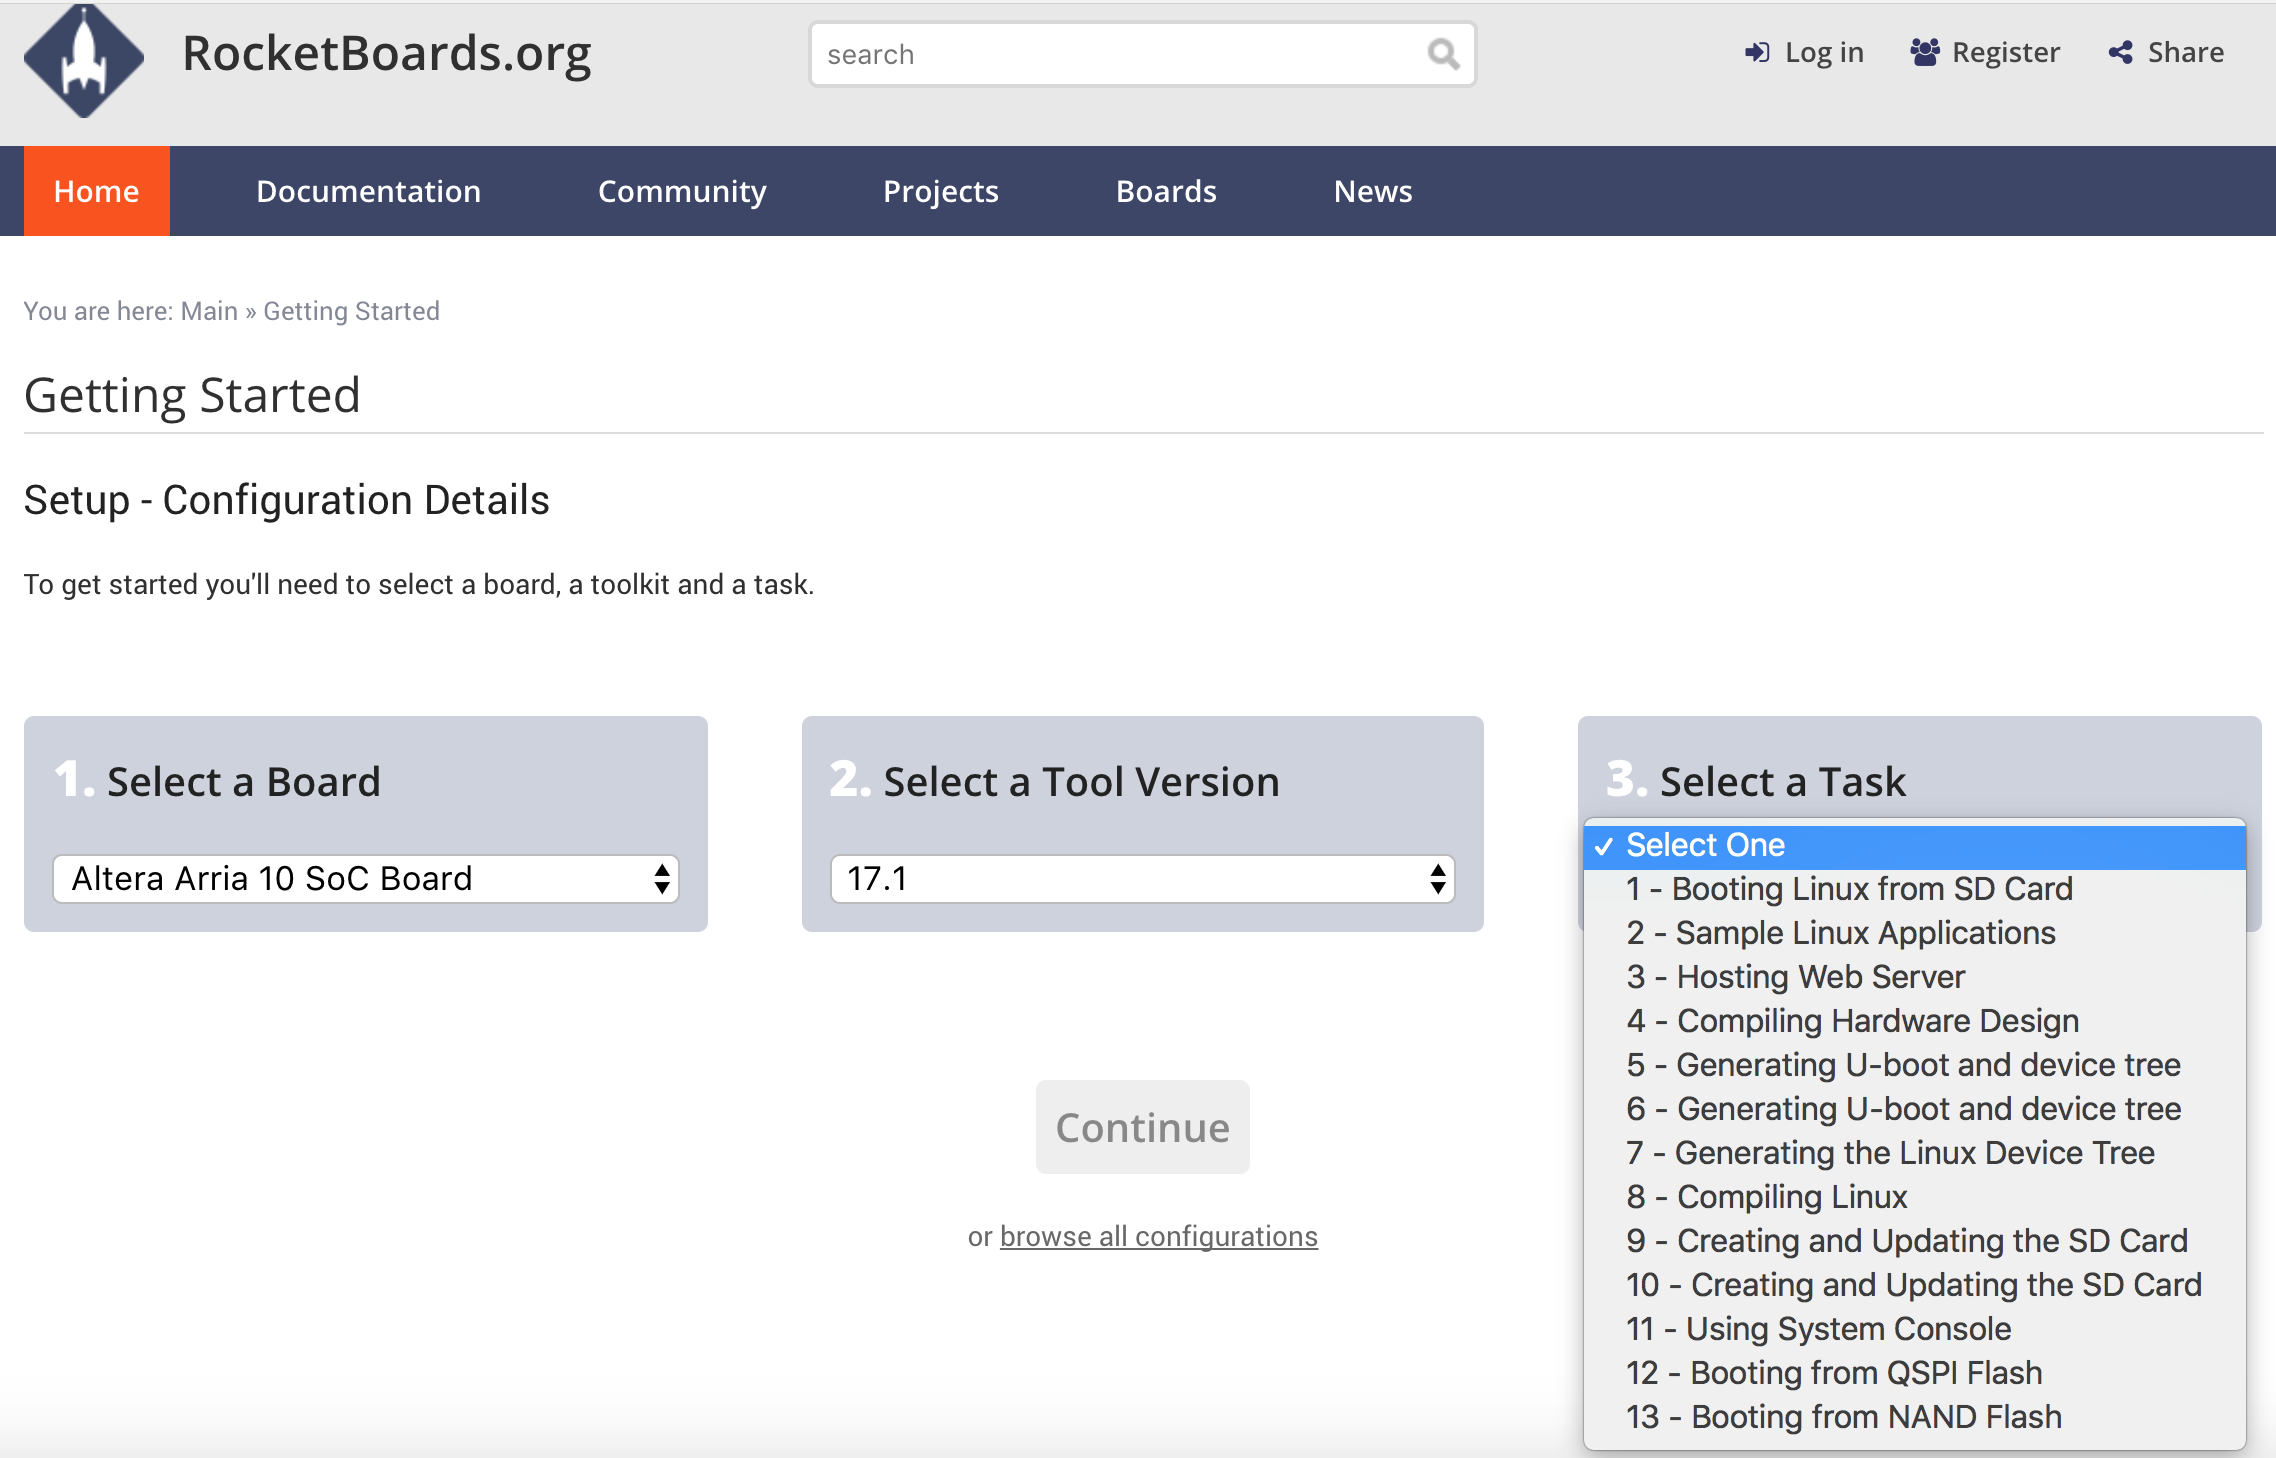 RocketBoards.org
search
Log in
Register
Share
Home
Documentation
Community
Projects
Boards
News
You are here: Main » Getting Started
Getting Started
Setup - Configuration Details
To get started you'll need to select a board, a toolkit and a task.
1. Select a Board
Altera Arria 10 SoC Board
2. Select a Tool Version
17.1
3. Select a Task
✓ Select One
1 - Booting Linux from SD Card
2 - Sample Linux Applications
3 - Hosting Web Server
4 - Compiling Hardware Design
5 - Generating U-boot and device tree
6 - Generating U-boot and device tree
7 - Generating the Linux Device Tree
8 - Compiling Linux
9 - Creating and Updating the SD Card
10 - Creating and Updating the SD Card
11 - Using System Console
12 - Booting from QSPI Flash
13 - Booting from NAND Flash
Continue
or browse all configurations